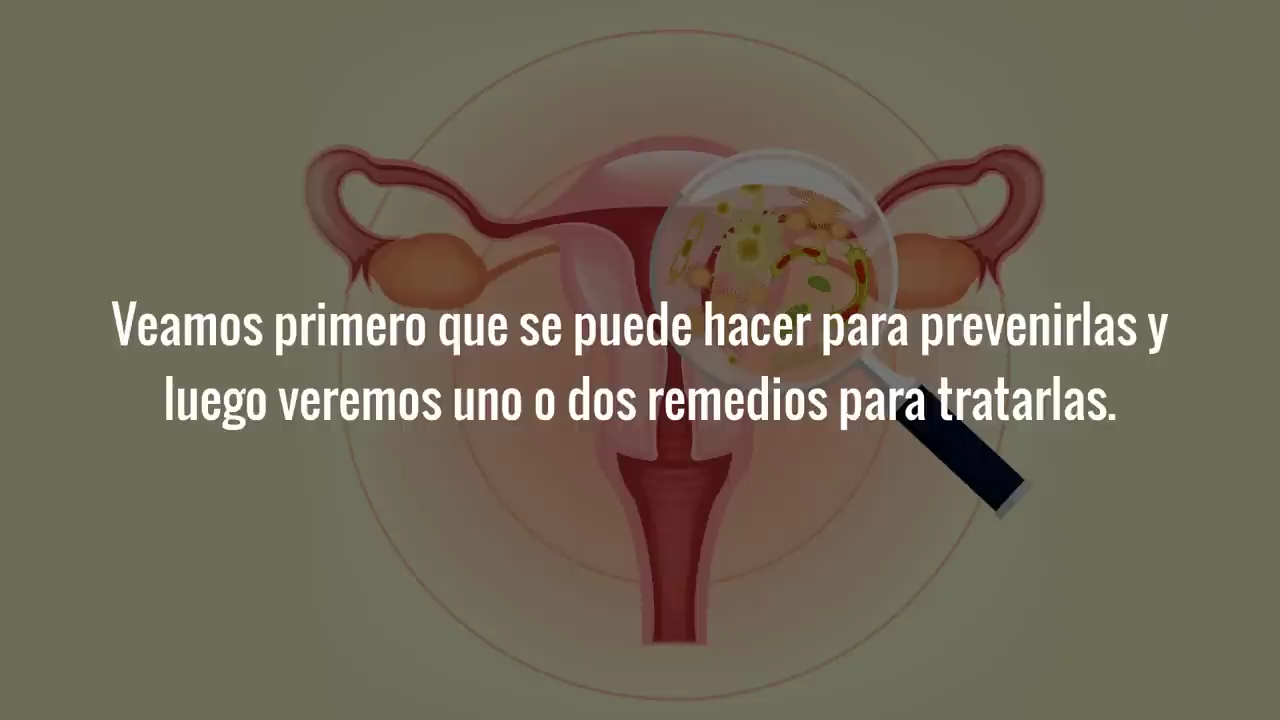 Veamos primero que se puede hacer para prevenirlas y
luego veremos uno o dos remedios para tratarlas.